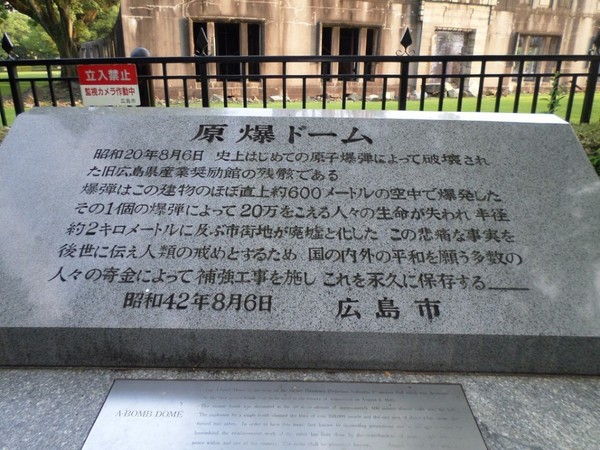 立入禁止
監視カメラ作動中
広島市
原爆ドーム
昭和20年8月6日 史上はじめての原子爆弾によって破壊され
た旧広島県産業奨励館の残骸である
爆弾はこの建物のほぼ直上約600メートルの空中で爆発した
その1個の爆弾によって20万をこえる人々の生命が失われ 半径
約2キロメートルに及ぶ市街地が廃墟と化した この悲痛な事実を
後世に伝え人類の戒めとするため 国の内外の平和を願う多数の
人々の寄金によって補強工事を施し これを永久に保存する
昭和42年8月6日 広島市
A-BOMB DOME